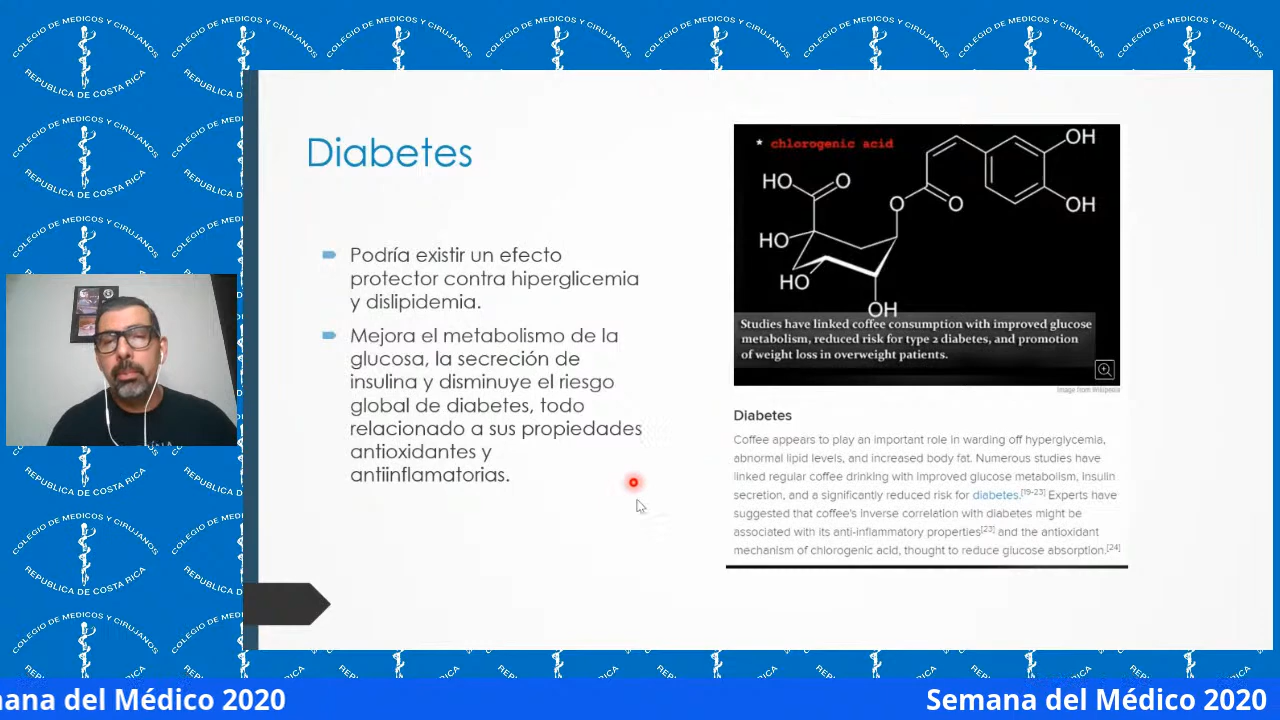 COLEGIO DE MEDICOS Y CIRUJANOS
REPUBLICA DE COSTA RICA
Diabetes
Podría existir un efecto
protector contra hiperglicemia
y dislipidemia.
Mejora el metabolismo de la
glucosa, la secreción de
insulina y disminuye el riesgo
global de diabetes, todo
relacionado a sus propiedades
antioxidantes y
antiinflamatorias.
* chlorogenic acid
OH
HO
O
O
O
OH
HO
HO
OH
Studies have linked coffee consumption with improved glucose
metabolism, reduced risk for type 2 diabetes, and promotion
of weight loss in overweight patients.
Image from Wikipedia
Diabetes
Coffee appears to play an important role in warding off hyperglycemia,
abnormal lipid levels, and increased body fat. Numerous studies have
linked regular coffee drinking with improved glucose metabolism, insulin
secretion, and a significantly reduced risk for diabetes.[19-23] Experts have
suggested that coffee's inverse correlation with diabetes might be
associated with its anti-inflammatory properties[23] and the antioxidant
mechanism of chlorogenic acid, thought to reduce glucose absorption.[24]
mana del Médico 2020
Semana del Médico 2020